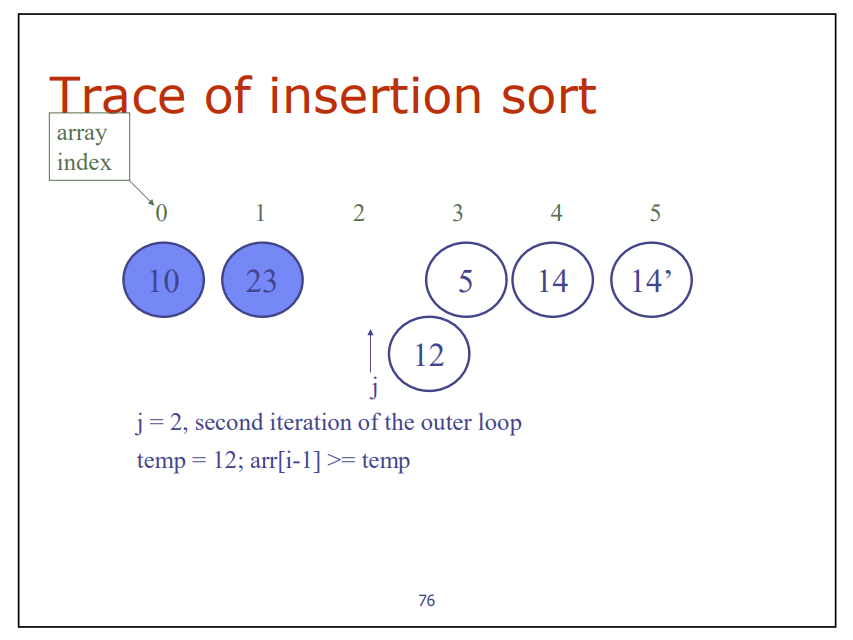 Trace of insertion sort
array
index
0 1 2 3 4 5
10 23 5 14 14’
12
j
j = 2, second iteration of the outer loop
temp = 12; arr[i-1] >= temp
76